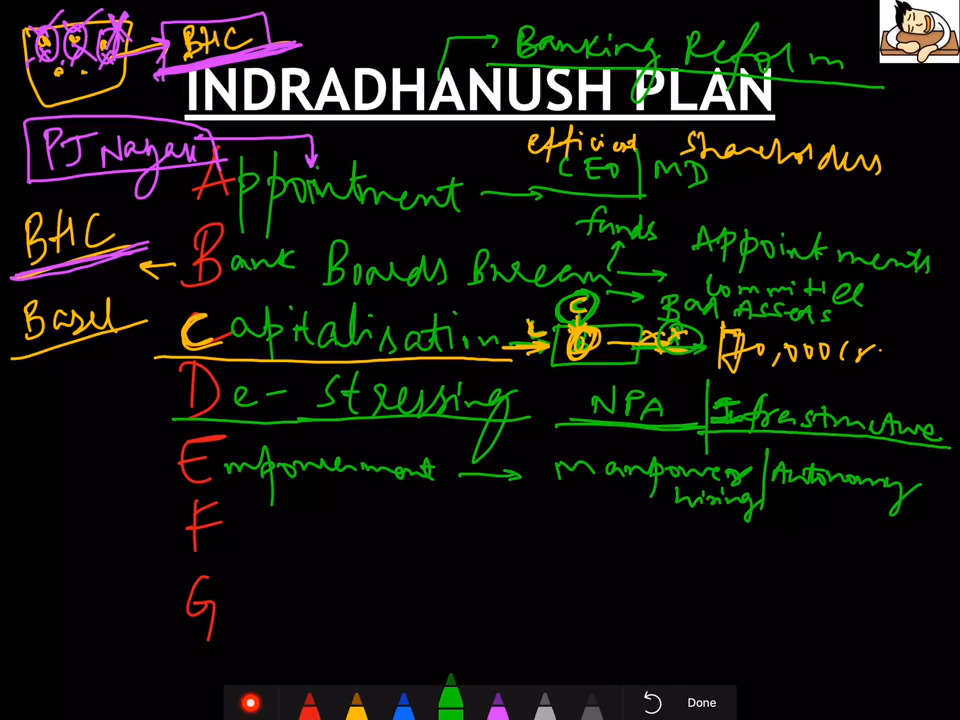 BHC
Banking Reform
INDRADHANUSH PLAN
PJ Nayak
efficient shareholders
Appointment → CEO | MD
funds
BHC ← Bank Boards Bureau → Appointments
committee
Bad Assets
C
Basel Capitalisation 70,000 Cr.
De-stressing NPA | Infrastructure
Empowerment → Manpower hiring | Autonomy
F
G
Done